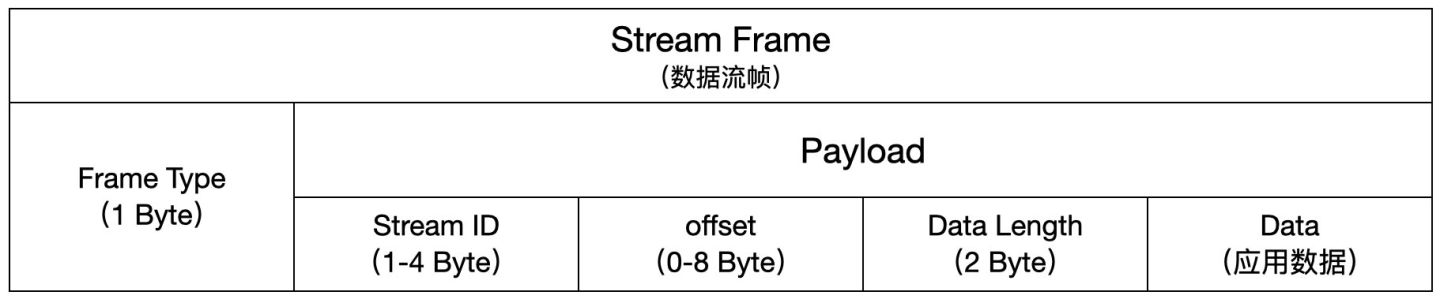 Stream Frame
（数据流帧）
Payload
Frame Type
（1 Byte）
Stream ID
（1-4 Byte）
offset
（0-8 Byte）
Data Length
（2 Byte）
Data
（应用数据）